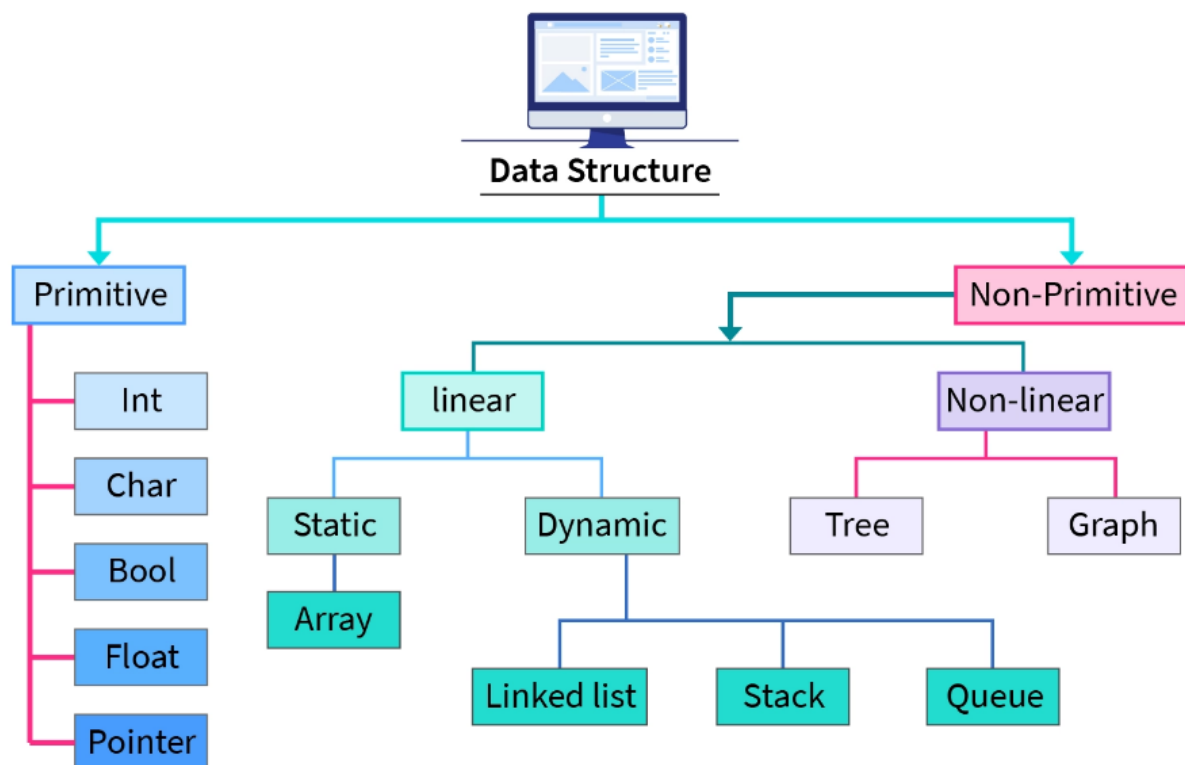 Data Structure
Primitive
Non-Primitive
Int
Char
Bool
Float
Pointer
linear
Non-linear
Static
Dynamic
Tree
Graph
Array
Linked list
Stack
Queue